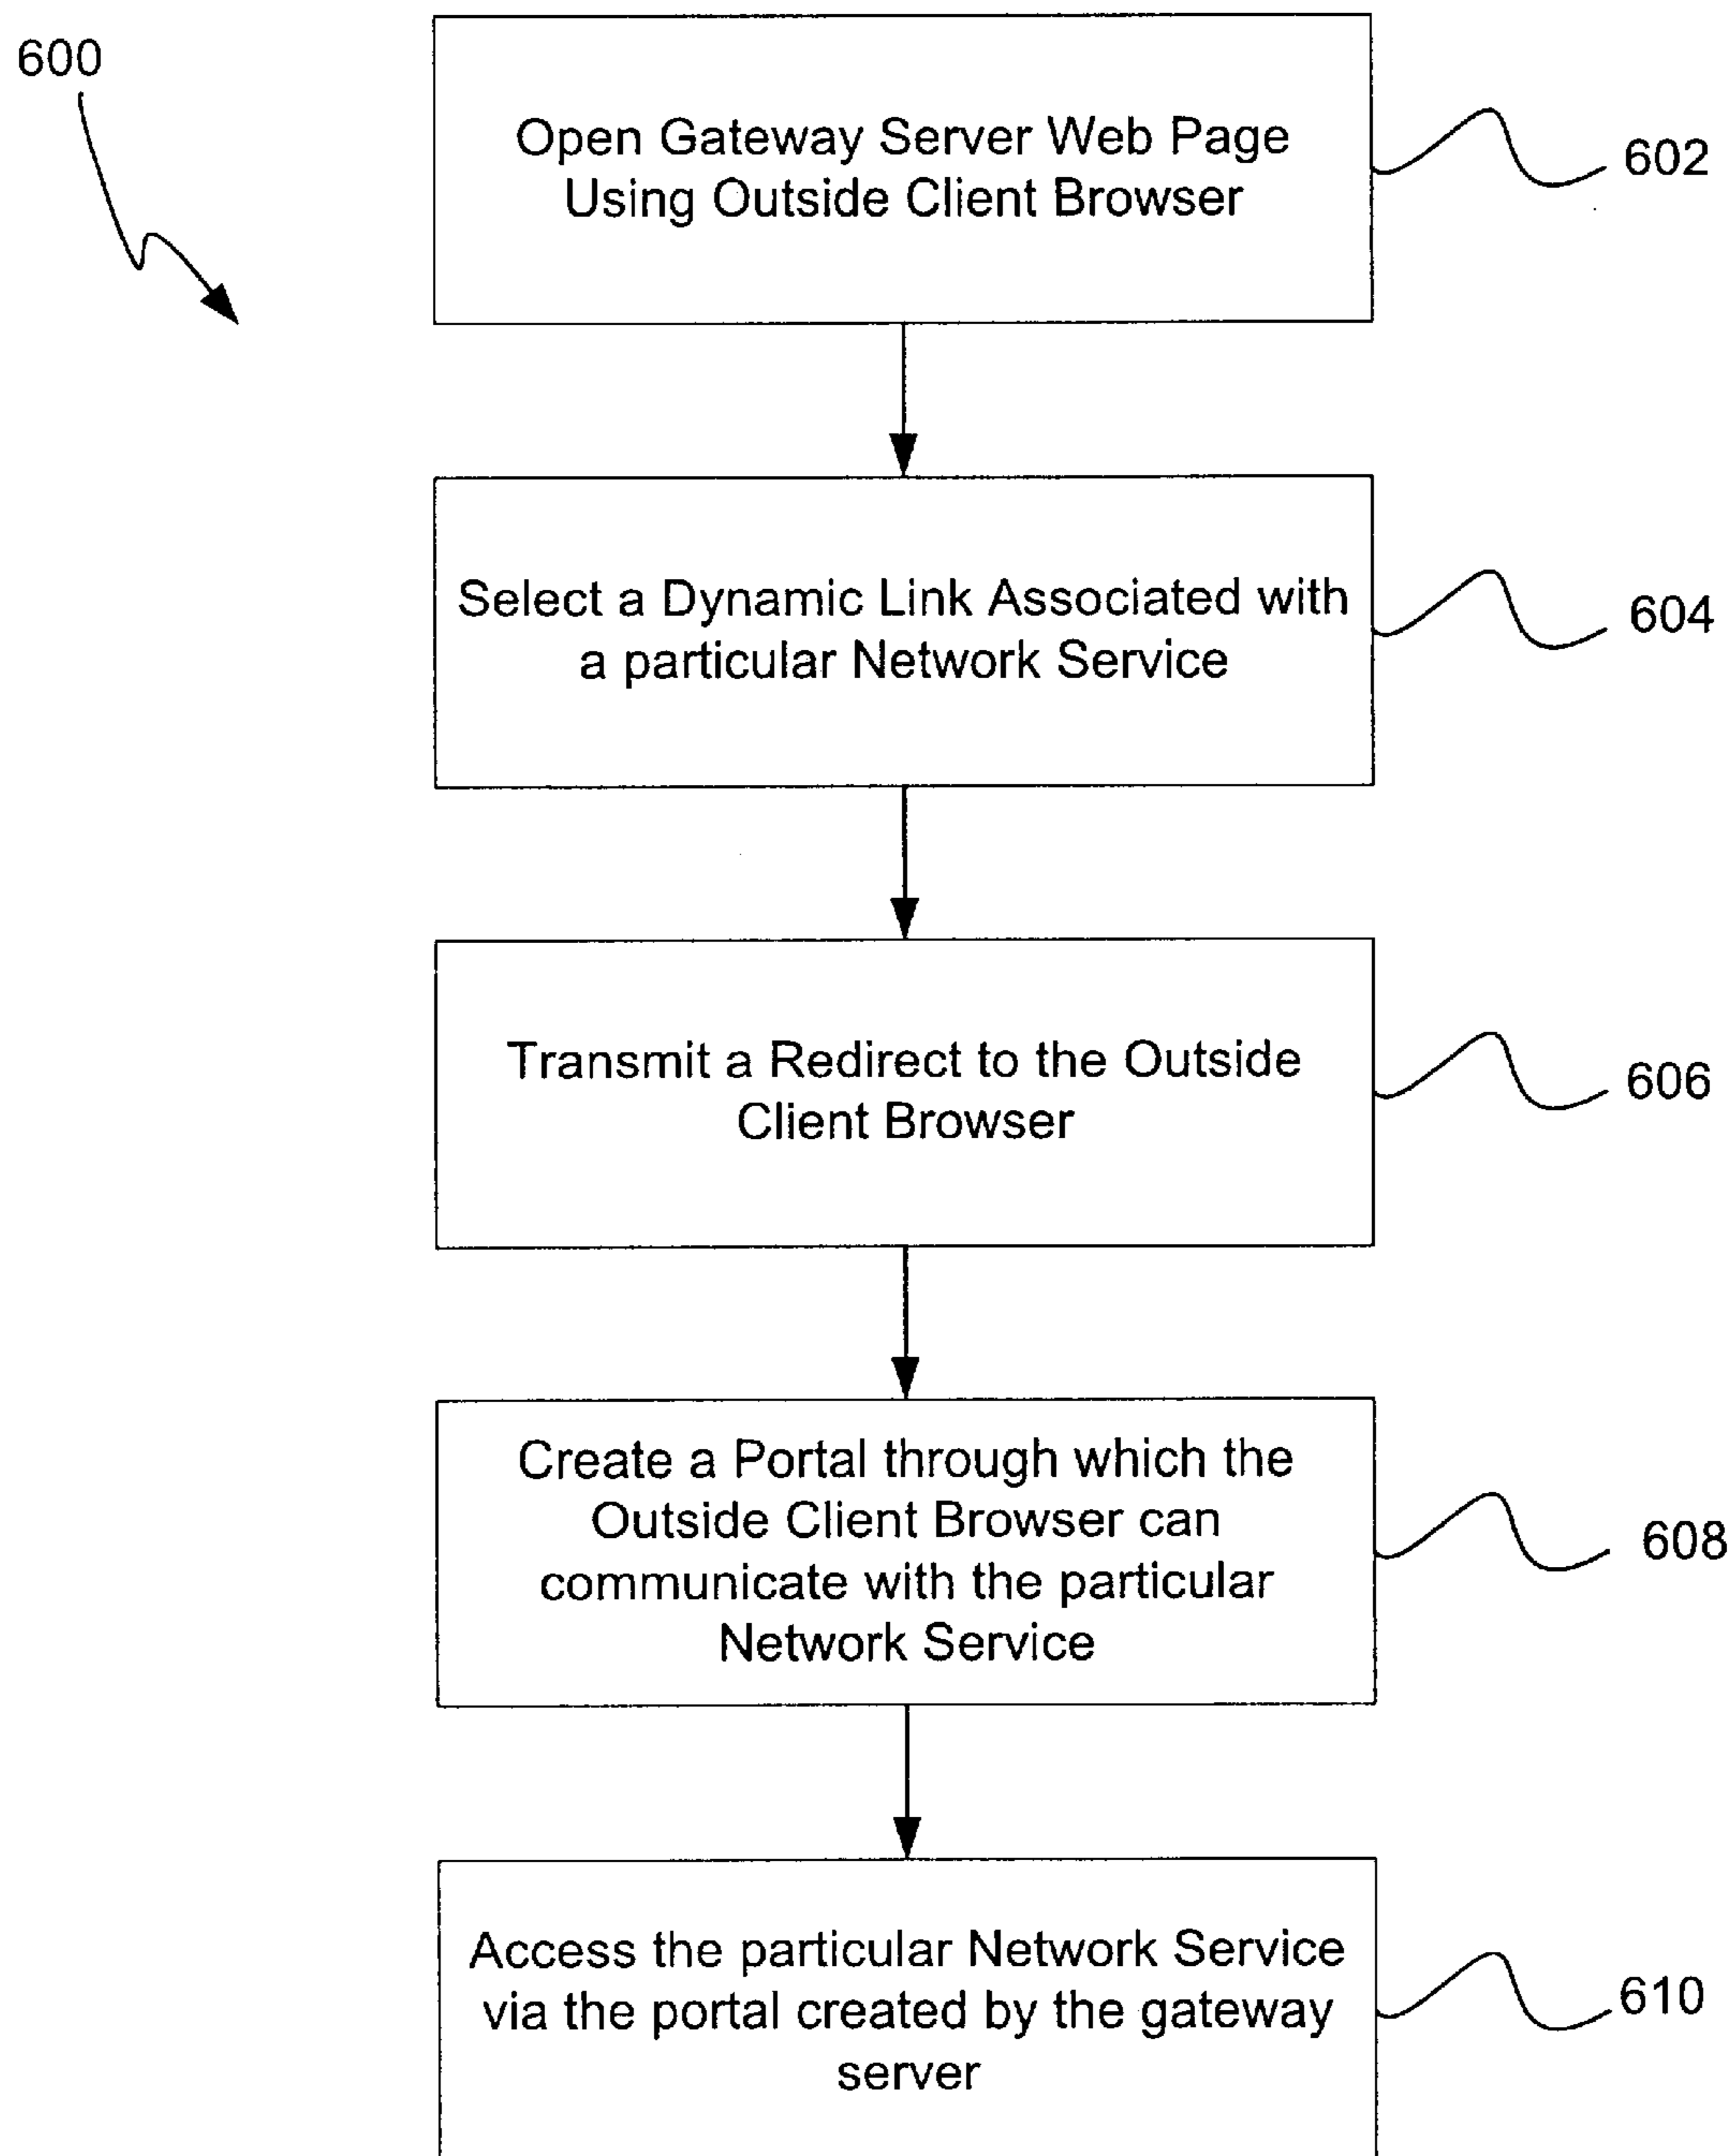 600
Open Gateway Server Web Page
Using Outside Client Browser
602
Select a Dynamic Link Associated with
a particular Network Service
604
Transmit a Redirect to the Outside
Client Browser
606
Create a Portal through which the
Outside Client Browser can
communicate with the particular
Network Service
608
Access the particular Network Service
via the portal created by the gateway
server
610